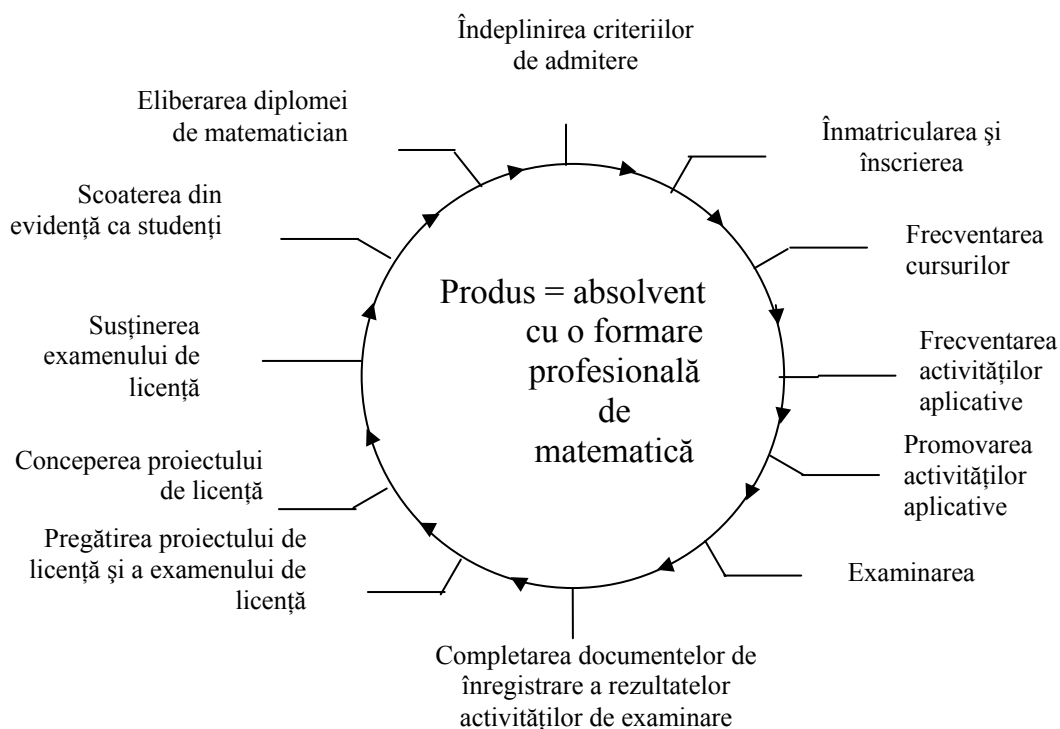 Îndeplinirea criteriilor
de admitere
Înmatricularea şi
înscrierea
Frecventarea
cursurilor
Frecventarea
activităților
aplicative
Promovarea
activităților
aplicative
Examinarea
Completarea documentelor de
înregistrare a rezultatelor
activităților de examinare
Pregătirea proiectului de
licență şi a examenului de
licență
Conceperea proiectului
de licență
Susținerea
examenului de
licență
Scoaterea din
evidență ca studenți
Eliberarea diplomei
de matematician
Produs = absolvent
cu o formare
profesională
de
matematică